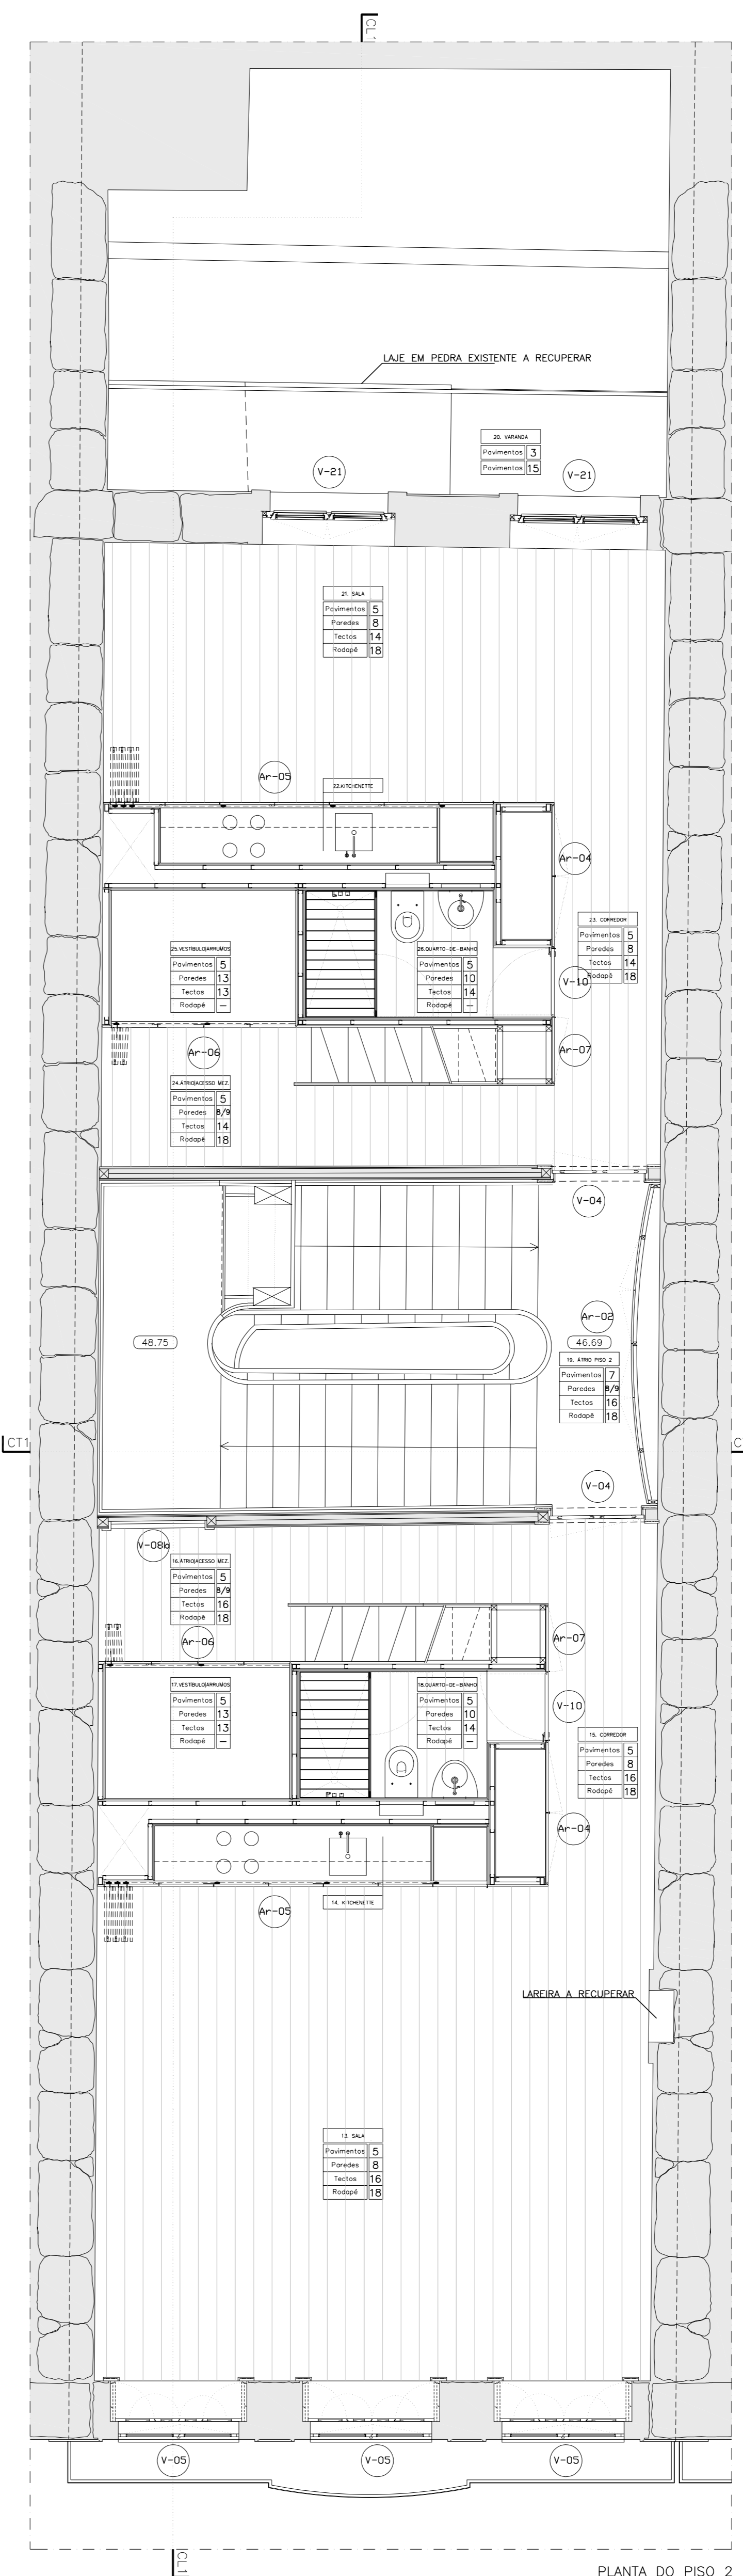 CL1
LAJE EM PEDRA EXISTENTE A RECUPERAR
20. VARANDA
Pavimentos 3
Pavimentos 15
V-21
V-21
21. SALA
Pavimentos 5
Paredes 8
Tectos 14
Rodapé 18
Ar-05
22.KITCHENETTE
Ar-04
23. CORREDOR
Pavimentos 5
Paredes 8
Tectos 14
Rodapé 18
25.VESTÍBULO|ARRUMOS
Pavimentos 5
Paredes 13
Tectos 13
Rodapé –
26.QUARTO-DE-BANHO
Pavimentos 5
Paredes 10
Tectos 14
Rodapé –
V-10
Ar-06
Ar-07
24.ÁTRIO|ACESSO MEZ.
Pavimentos 5
Paredes 8/9
Tectos 14
Rodapé 18
V-04
Ar-02
48.75
46.69
19. ÁTRIO PISO 2
Pavimentos 7
Paredes 8/9
Tectos 16
Rodapé 18
CT1
C
V-04
V-08b
16.ÁTRIO|ACESSO MEZ.
Pavimentos 5
Paredes 8/9
Tectos 16
Rodapé 18
Ar-06
Ar-07
17.VESTÍBULO|ARRUMOS
Pavimentos 5
Paredes 13
Tectos 13
Rodapé –
18.QUARTO-DE-BANHO
Pavimentos 5
Paredes 10
Tectos 14
Rodapé –
V-10
15. CORREDOR
Pavimentos 5
Paredes 8
Tectos 16
Rodapé 18
Ar-04
14. KITCHENETTE
Ar-05
LAREIRA A RECUPERAR
13. SALA
Pavimentos 5
Paredes 8
Tectos 16
Rodapé 18
V-05
V-05
V-05
CL1
PLANTA DO PISO 2